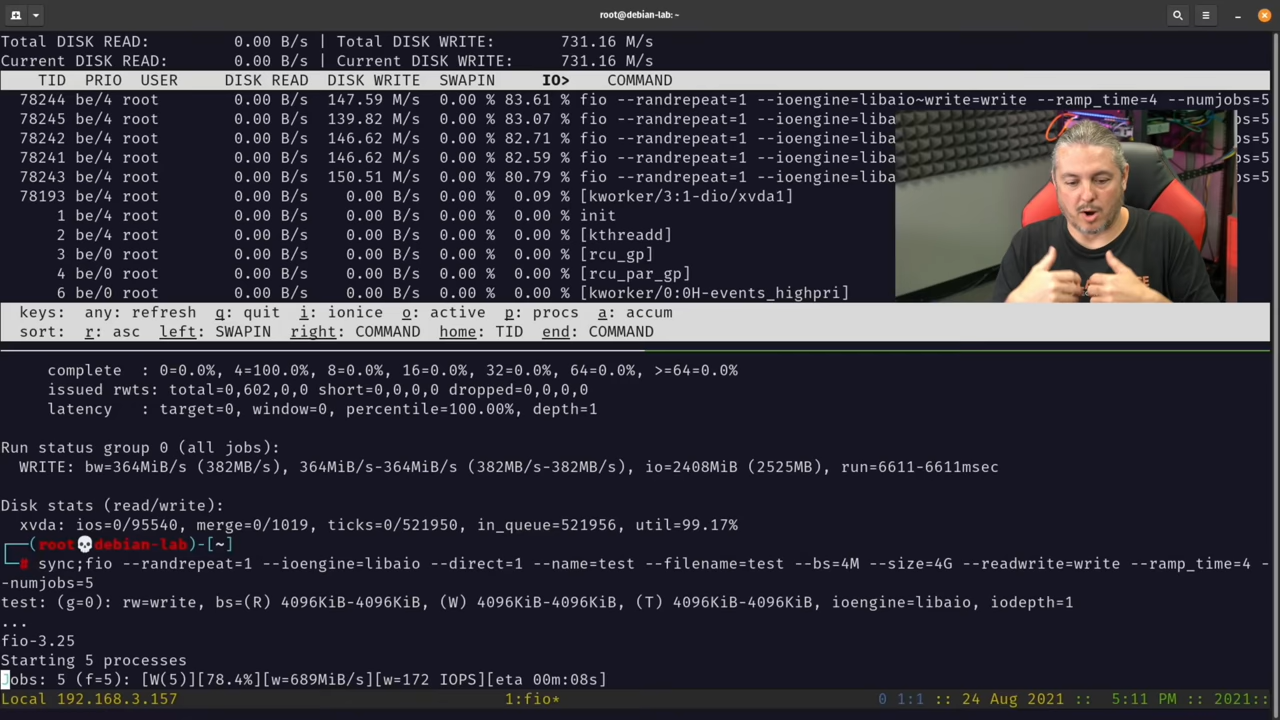 root@debian-lab: ~
Total DISK READ: 0.00 B/s | Total DISK WRITE: 731.16 M/s
Current DISK READ: 0.00 B/s | Current DISK WRITE: 731.16 M/s
TID PRIO USER DISK READ DISK WRITE SWAPIN IO> COMMAND
78244 be/4 root 0.00 B/s 147.59 M/s 0.00 % 83.61 % fio --randrepeat=1 --ioengine=libaio~write=write --ramp_time=4 --numjobs=5
78245 be/4 root 0.00 B/s 139.82 M/s 0.00 % 83.07 % fio --randrepeat=1 --ioengine=liba =5
78242 be/4 root 0.00 B/s 146.62 M/s 0.00 % 82.71 % fio --randrepeat=1 --ioengine=liba =5
78241 be/4 root 0.00 B/s 146.62 M/s 0.00 % 82.59 % fio --randrepeat=1 --ioengine=liba =5
78243 be/4 root 0.00 B/s 150.51 M/s 0.00 % 80.79 % fio --randrepeat=1 --ioengine=liba =5
78193 be/4 root 0.00 B/s 0.00 B/s 0.00 % 0.09 % [kworker/3:1-dio/xvda1]
1 be/4 root 0.00 B/s 0.00 B/s 0.00 % 0.00 % init
2 be/4 root 0.00 B/s 0.00 B/s 0.00 % 0.00 % [kthreadd]
3 be/0 root 0.00 B/s 0.00 B/s 0.00 % 0.00 % [rcu_gp]
4 be/0 root 0.00 B/s 0.00 B/s 0.00 % 0.00 % [rcu_par_gp]
6 be/0 root 0.00 B/s 0.00 B/s 0.00 % 0.00 % [kworker/0:0H-events_highpri]
keys: any: refresh q: quit i: ionice o: active p: procs a: accum
sort: r: asc left: SWAPIN right: COMMAND home: TID end: COMMAND
complete : 0=0.0%, 4=100.0%, 8=0.0%, 16=0.0%, 32=0.0%, 64=0.0%, >=64=0.0%
issued rwts: total=0,602,0,0 short=0,0,0,0 dropped=0,0,0,0
latency : target=0, window=0, percentile=100.00%, depth=1
Run status group 0 (all jobs):
WRITE: bw=364MiB/s (382MB/s), 364MiB/s-364MiB/s (382MB/s-382MB/s), io=2408MiB (2525MB), run=6611-6611msec
Disk stats (read/write):
xvda: ios=0/95540, merge=0/1019, ticks=0/521950, in_queue=521956, util=99.17%
┌──(root💀debian-lab)-[~]
└─# sync;fio --randrepeat=1 --ioengine=libaio --direct=1 --name=test --filename=test --bs=4M --size=4G --readwrite=write --ramp_time=4 -
-numjobs=5
test: (g=0): rw=write, bs=(R) 4096KiB-4096KiB, (W) 4096KiB-4096KiB, (T) 4096KiB-4096KiB, ioengine=libaio, iodepth=1
...
fio-3.25
Starting 5 processes
Jobs: 5 (f=5): [W(5)][78.4%][w=689MiB/s][w=172 IOPS][eta 00m:08s]
Local 192.168.3.157 1:fio* 0 1:1 :: 24 Aug 2021 :: 5:11 PM :: 2021::